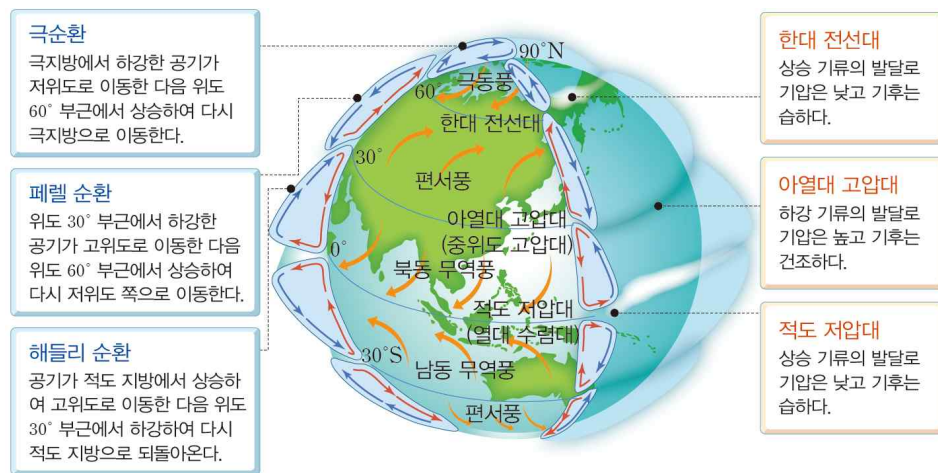 극순환
극지방에서 하강한 공기가
저위도로 이동한 다음 위도
60° 부근에서 상승하여 다시
극지방으로 이동한다.
페렐 순환
위도 30° 부근에서 하강한
공기가 고위도로 이동한 다음
위도 60° 부근에서 상승하여
다시 저위도 쪽으로 이동한다.
해들리 순환
공기가 적도 지방에서 상승하
여 고위도로 이동한 다음 위도
30° 부근에서 하강하여 다시
적도 지방으로 되돌아온다.
90°N
극동풍
60°
한대 전선대
30°
편서풍
아열대 고압대
(중위도 고압대)
0°
북동 무역풍
적도 저압대
(열대 수렴대)
30°S
남동 무역풍
편서풍
한대 전선대
상승 기류의 발달로
기압은 낮고 기후는
습하다.
아열대 고압대
하강 기류의 발달로
기압은 높고 기후는
건조하다.
적도 저압대
상승 기류의 발달로
기압은 낮고 기후는
습하다.